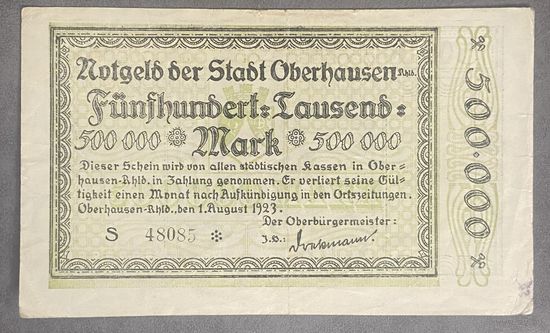 Notgeld der Stadt Oberhausen-Rhld.
Fünfhundert=Tausend=
500 000 Mark 500 000
Dieser Schein wird von allen städtischen Kassen in Ober=
hausen-Rhld. in Zahlung genommen. Er verliert seine Gül=
tigkeit einen Monat nach Aufkündigung in den Ortszeitungen.
Oberhausen-Rhld., den 1. August 1923.
Der Oberbürgermeister:
S 48085 J.V.:
500.000